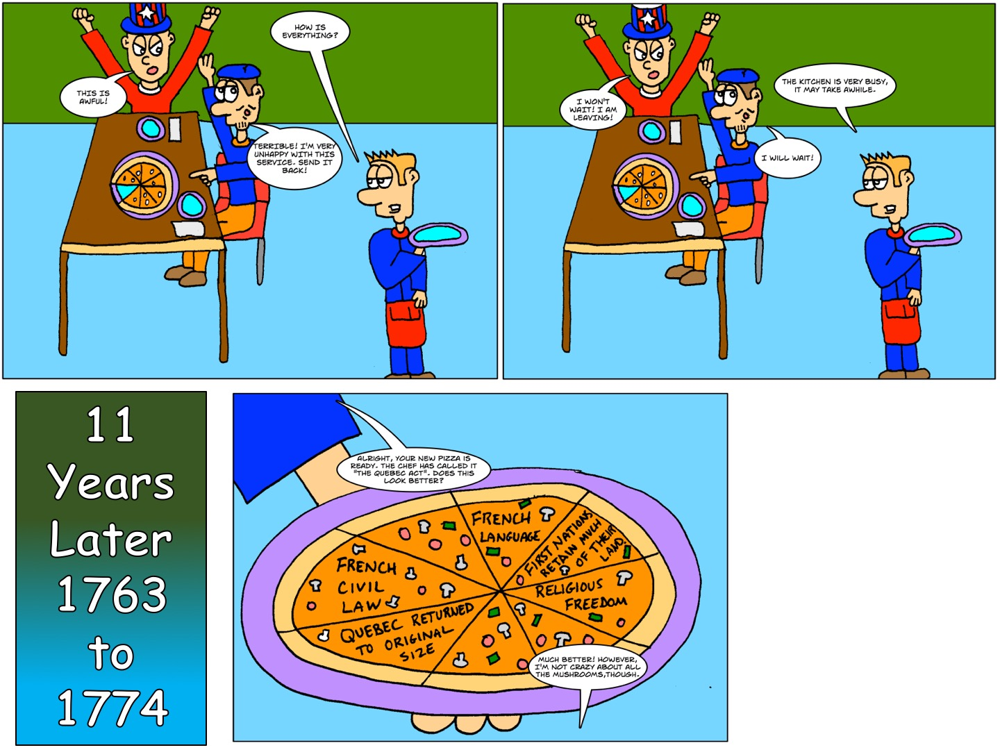 HOW IS
EVERYTHING?
THIS IS
AWFUL!
TERRIBLE! I'M VERY
UNHAPPY WITH THIS
SERVICE. SEND IT
BACK!
THE KITCHEN IS VERY BUSY,
IT MAY TAKE AWHILE.
I WON'T
WAIT! I AM
LEAVING!
I WILL WAIT!
11
Years
Later
1763
to
1774
ALRIGHT, YOUR NEW PIZZA IS
READY. THE CHEF HAS CALLED IT
"THE QUEBEC ACT". DOES THIS
LOOK BETTER?
FRENCH
LANGUAGE
FIRST NATIONS
RETAIN MUCH
OF THEIR
LAND.
FRENCH
CIVIL
LAW
RELIGIOUS
FREEDOM
QUEBEC RETURNED
TO ORIGINAL
SIZE
MUCH BETTER! HOWEVER,
I'M NOT CRAZY ABOUT ALL
THE MUSHROOMS,THOUGH.